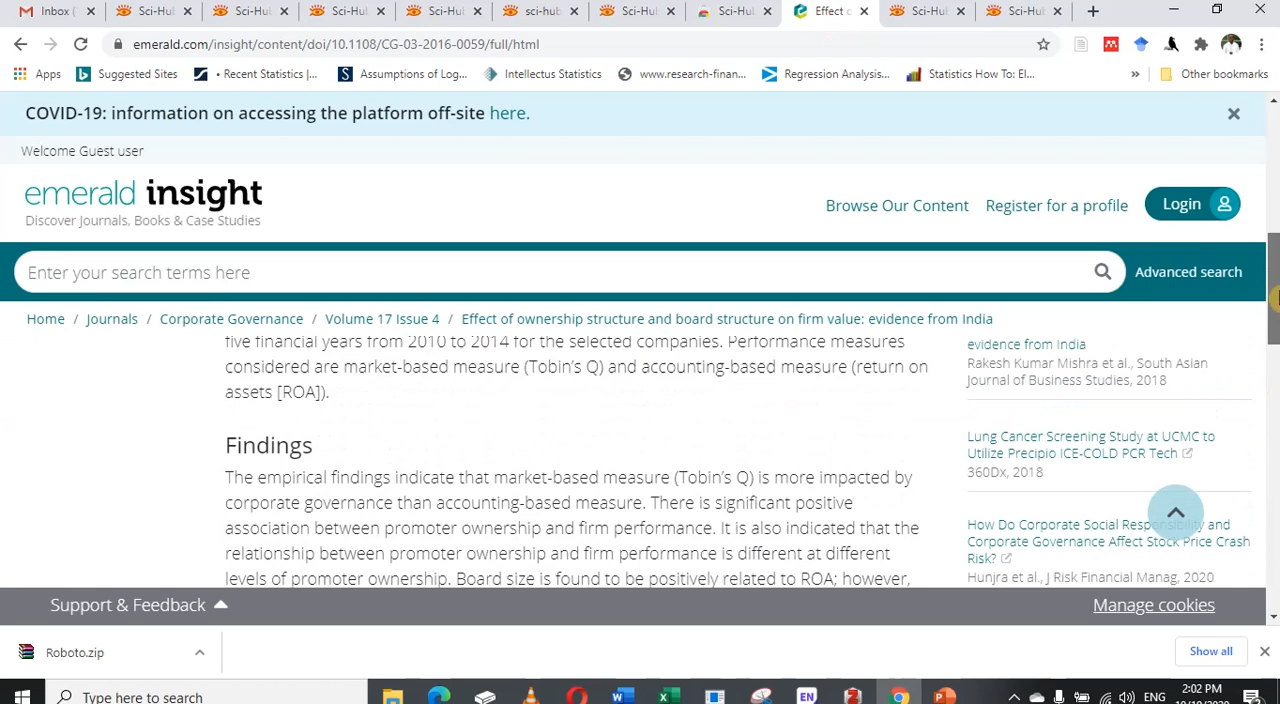 Inbox (
Sci-Hub
Sci-Hub
Sci-Hub
Sci-Hub
sci-hub
Sci-Hub
Sci-Hub
Effect o
Sci-Hub
Sci-Hub
emerald.com/insight/content/doi/10.1108/CG-03-2016-0059/full/html
Apps
Suggested Sites
• Recent Statistics |...
Assumptions of Log...
Intellectus Statistics
www.research-finan...
Regression Analysis...
Statistics How To: El...
»
Other bookmarks
COVID-19: information on accessing the platform off-site here.
Welcome Guest user
emerald insight
Discover Journals, Books & Case Studies
Browse Our Content
Register for a profile
Login
Enter your search terms here
Advanced search
Home / Journals / Corporate Governance / Volume 17 Issue 4 / Effect of ownership structure and board structure on firm value: evidence from India
five financial years from 2010 to 2014 for the selected companies. Performance measures
considered are market-based measure (Tobin's Q) and accounting-based measure (return on
assets [ROA]).
Findings
The empirical findings indicate that market-based measure (Tobin's Q) is more impacted by
corporate governance than accounting-based measure. There is significant positive
association between promoter ownership and firm performance. It is also indicated that the
relationship between promoter ownership and firm performance is different at different
levels of promoter ownership. Board size is found to be positively related to ROA; however,
evidence from India
Rakesh Kumar Mishra et al., South Asian
Journal of Business Studies, 2018
Lung Cancer Screening Study at UCMC to
Utilize Precipio ICE-COLD PCR Tech
360Dx, 2018
How Do Corporate Social Responsibility and
Corporate Governance Affect Stock Price Crash
Risk?
Hunjra et al., J Risk Financial Manag, 2020
Support & Feedback
Manage cookies
Roboto.zip
Show all
Type here to search
EN
ENG
2:02 PM